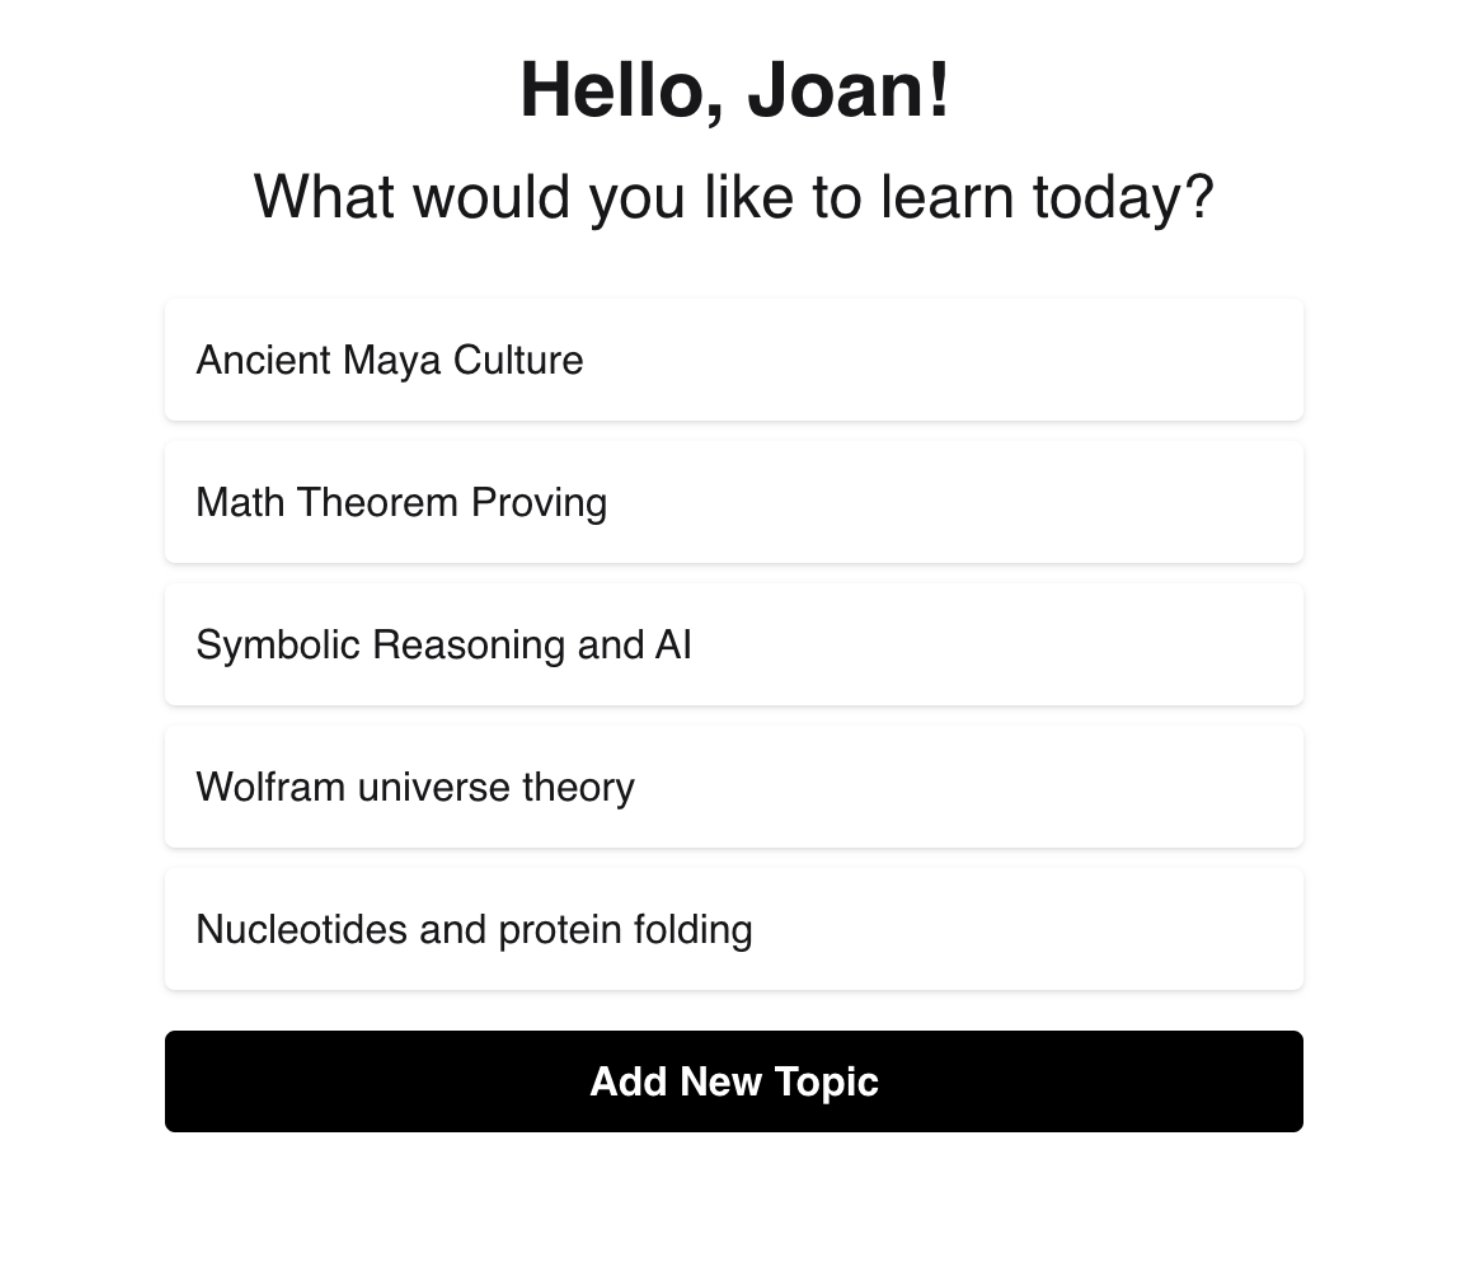 Hello, Joan!
What would you like to learn today?
Ancient Maya Culture
Math Theorem Proving
Symbolic Reasoning and AI
Wolfram universe theory
Nucleotides and protein folding
Add New Topic